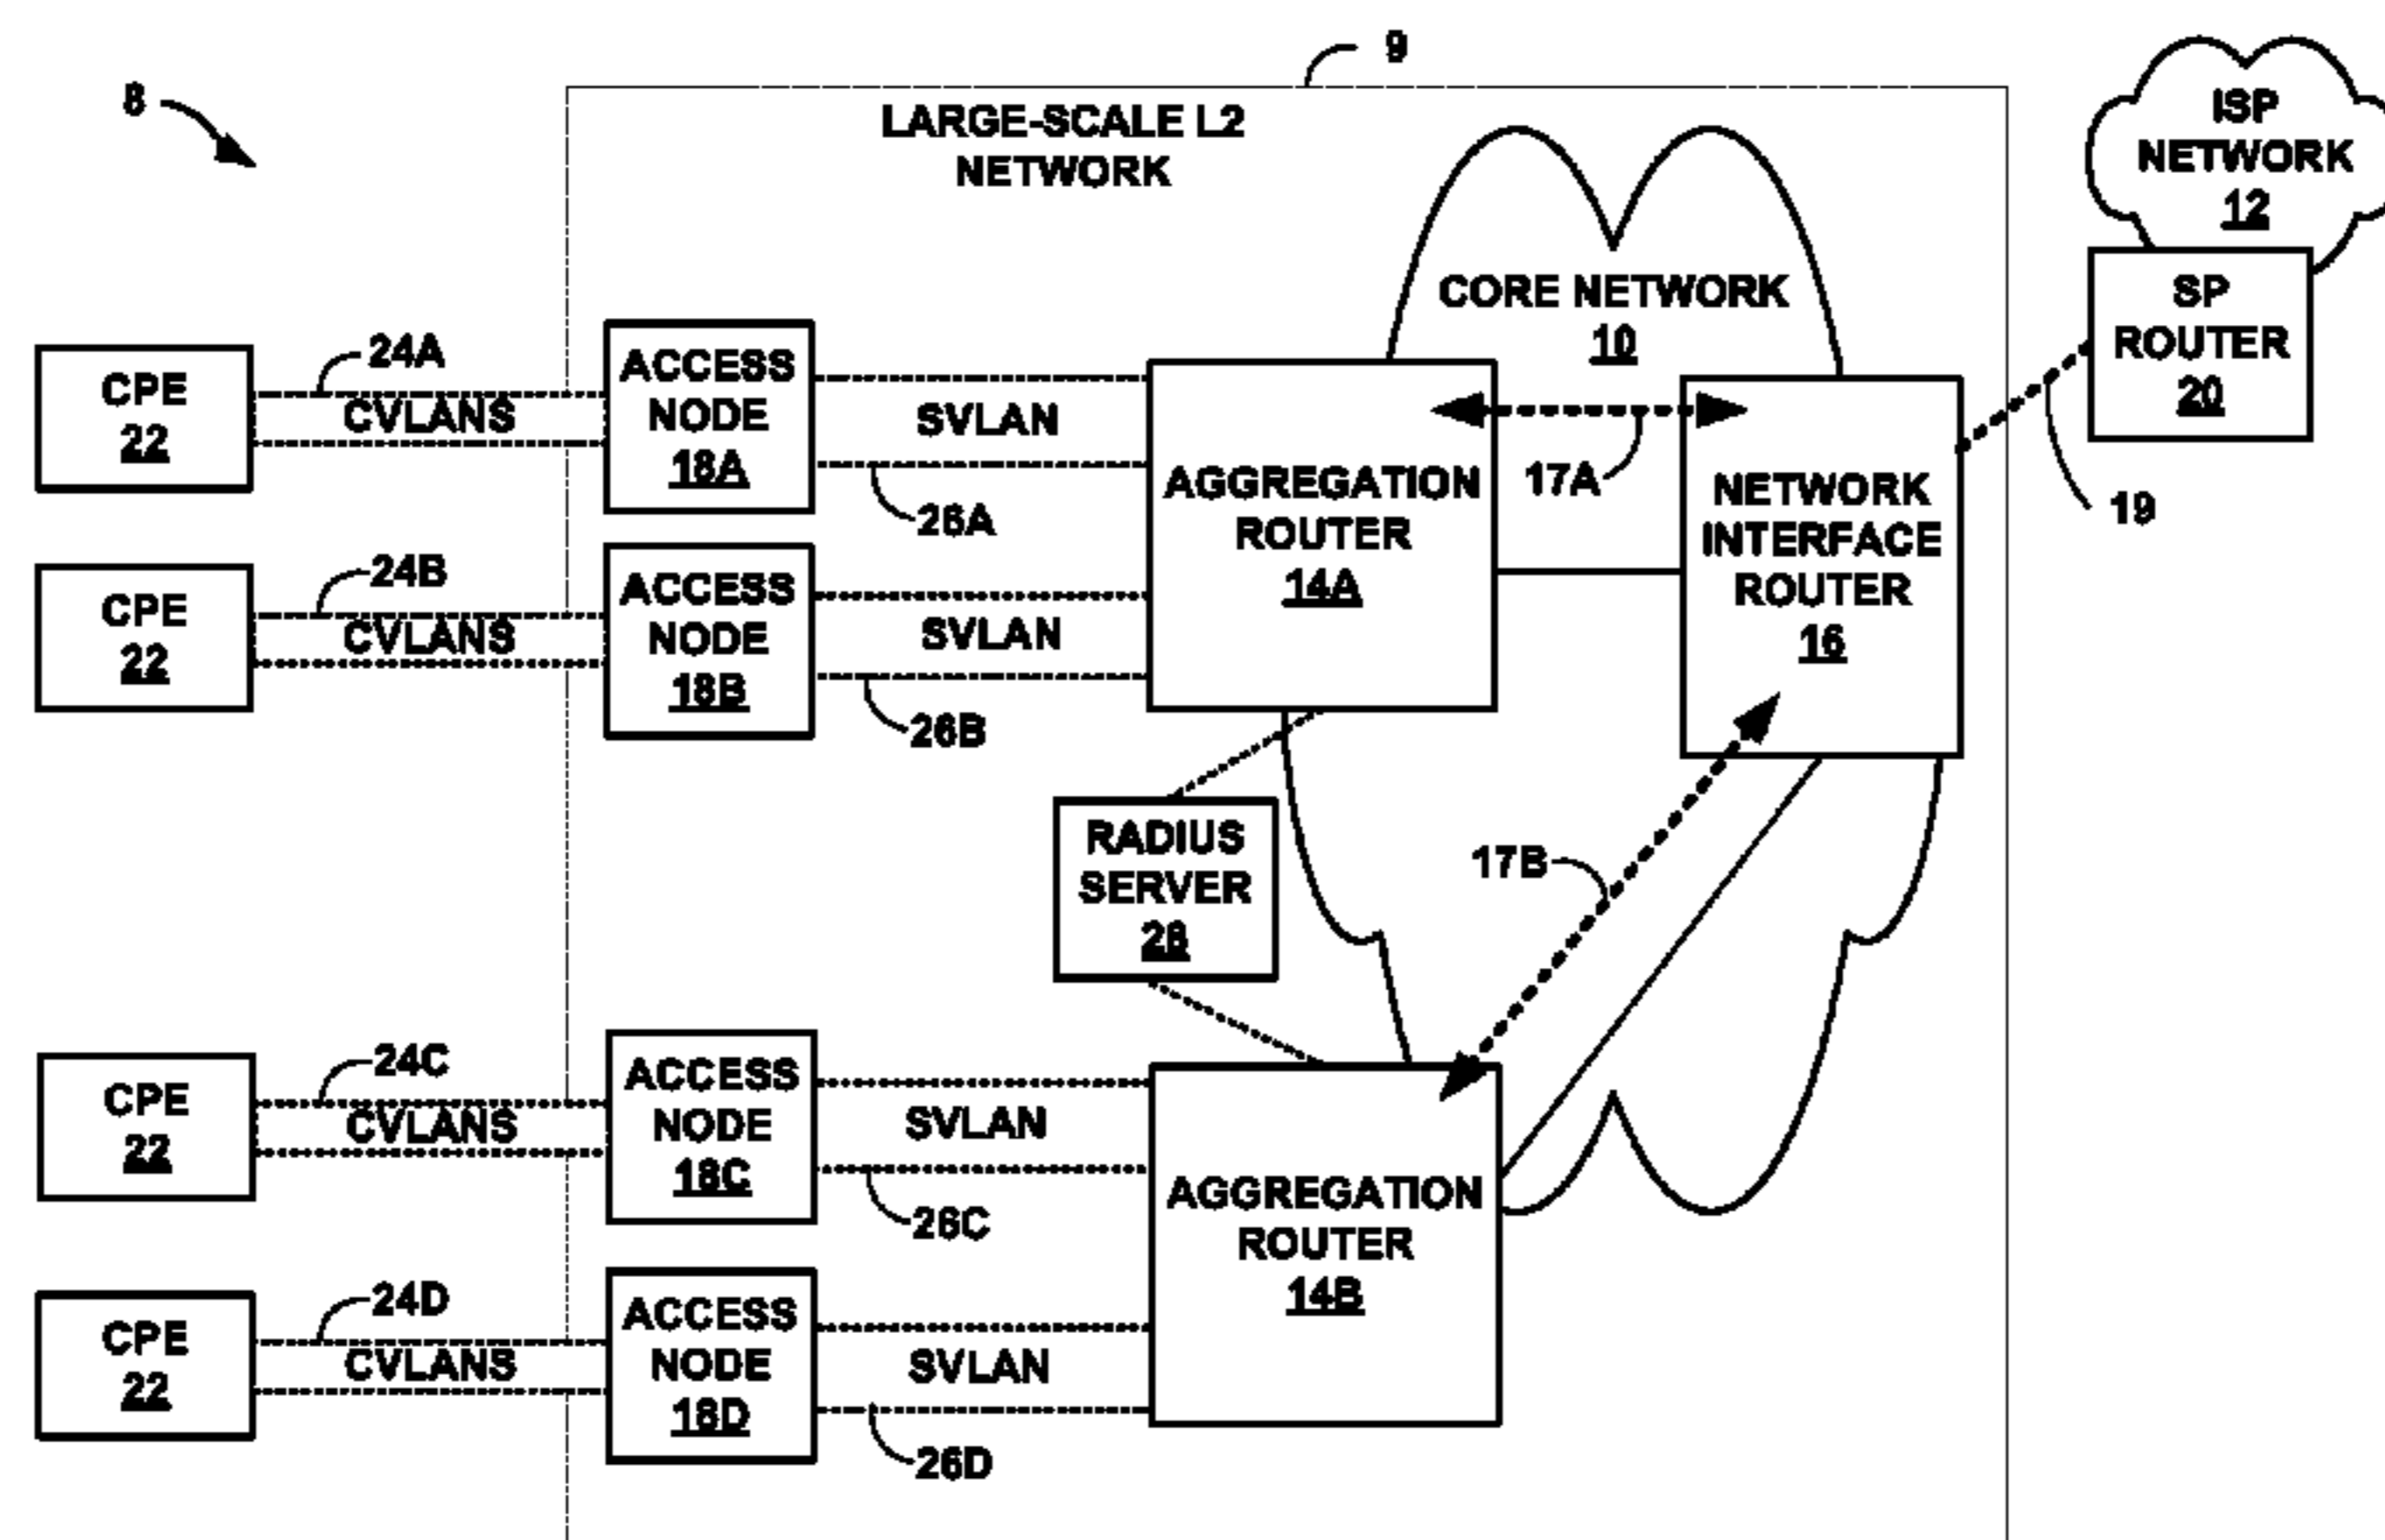 9
8
LARGE-SCALE L2
NETWORK
ISP
NETWORK
12
SP
ROUTER
20
19
CORE NETWORK
10
CPE
22
24A
CVLANS
ACCESS
NODE
18A
SVLAN
26A
AGGREGATION
ROUTER
14A
17A
NETWORK
INTERFACE
ROUTER
16
CPE
22
24B
CVLANS
ACCESS
NODE
18B
SVLAN
26B
RADIUS
SERVER
28
17B
CPE
22
24C
CVLANS
ACCESS
NODE
18C
SVLAN
26C
AGGREGATION
ROUTER
14B
CPE
22
24D
CVLANS
ACCESS
NODE
18D
SVLAN
26D